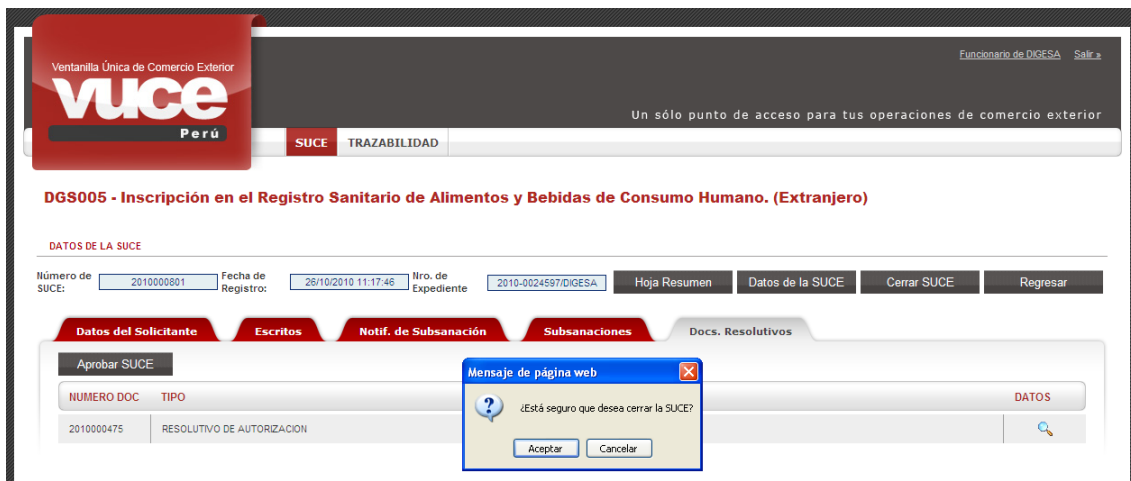 Ventanilla Única de Comercio Exterior
vuce
Perú
Funcionario de DIGESA Salir »
Un sólo punto de acceso para tus operaciones de comercio exterior
SUCE TRAZABILIDAD
DGS005 - Inscripción en el Registro Sanitario de Alimentos y Bebidas de Consumo Humano. (Extranjero)
DATOS DE LA SUCE
Número de SUCE: 2010000801 Fecha de Registro: 26/10/2010 11:17:46 Nro. de Expediente 2010-0024597/DIGESA Hoja Resumen Datos de la SUCE Cerrar SUCE Regresar
Datos del Solicitante Escritos Notif. de Subsanación Subsanaciones Docs. Resolutivos
Aprobar SUCE
Mensaje de página web
¿Está seguro que desea cerrar la SUCE?
Aceptar Cancelar
NUMERO DOC TIPO DATOS
2010000475 RESOLUTIVO DE AUTORIZACION